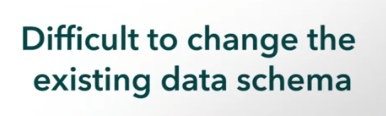 Difficult to change the
existing data schema